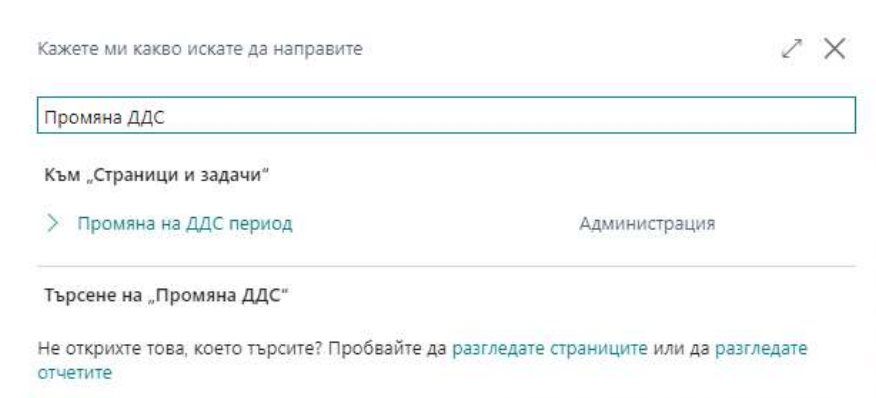 Кажете ми какво искате да направите
Промяна ДДС
Към „Страници и задачи“
Промяна на ДДС период Администрация
Търсене на „Промяна ДДС“
Не открихте това, което търсите? Пробвайте да разгледате страниците или да разгледате
отчетите